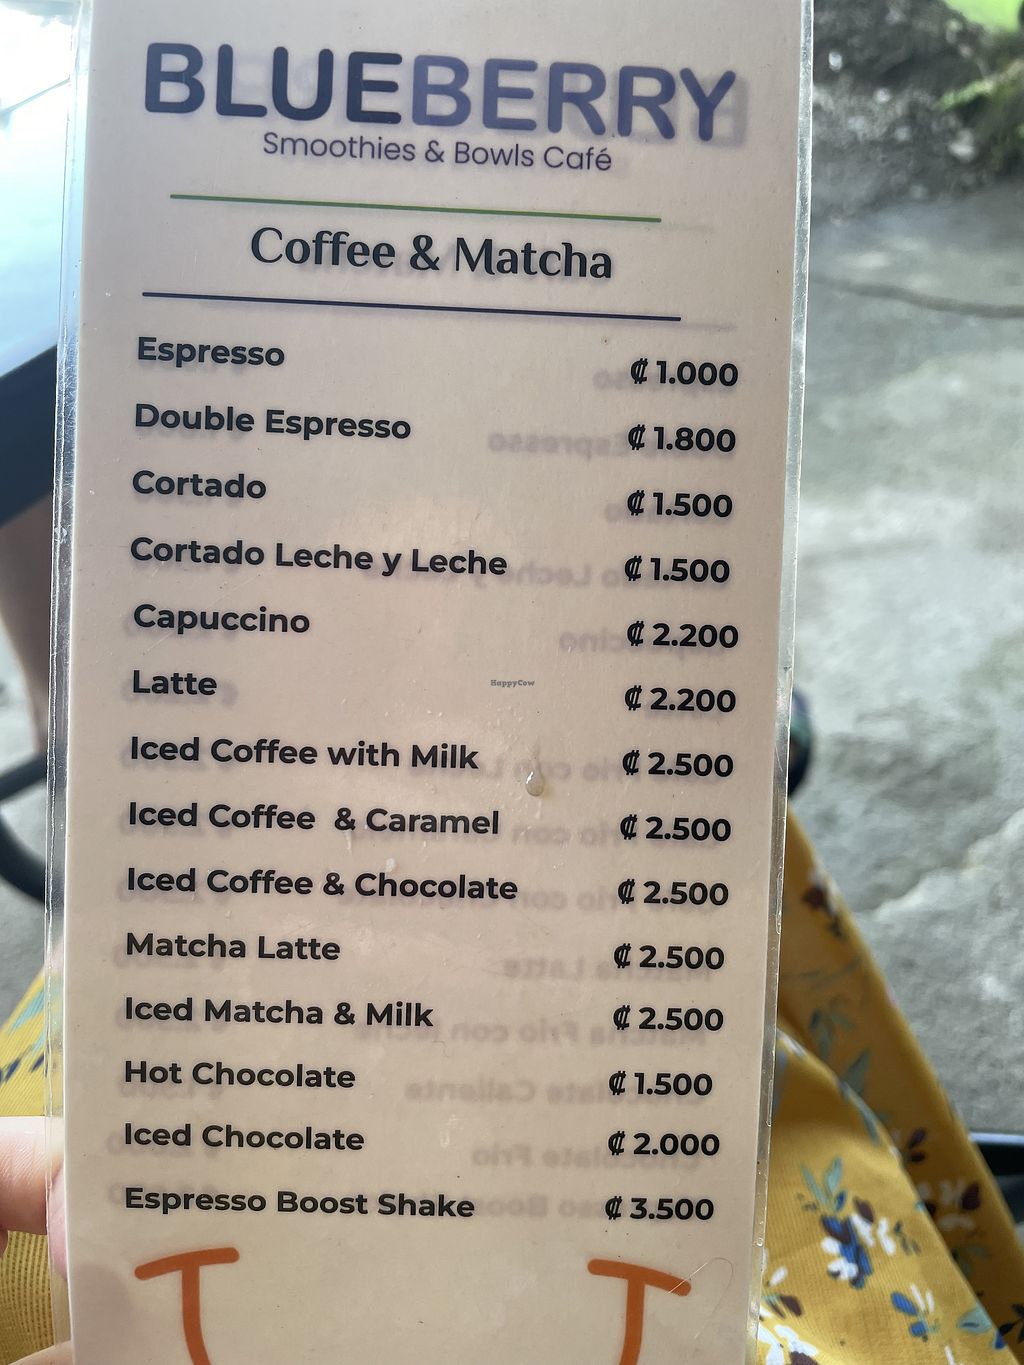 BLUEBERRY
Smoothies & Bowls Café
Coffee & Matcha
Espresso ₡ 1.000
Double Espresso ₡ 1.800
Cortado ₡ 1.500
Cortado Leche y Leche ₡ 1.500
Capuccino ₡ 2.200
Latte ₡ 2.200
HappyCow
Iced Coffee with Milk ₡ 2.500
Iced Coffee & Caramel ₡ 2.500
Iced Coffee & Chocolate ₡ 2.500
Matcha Latte ₡ 2.500
Iced Matcha & Milk ₡ 2.500
Hot Chocolate ₡ 1.500
Iced Chocolate ₡ 2.000
Espresso Boost Shake ₡ 3.500